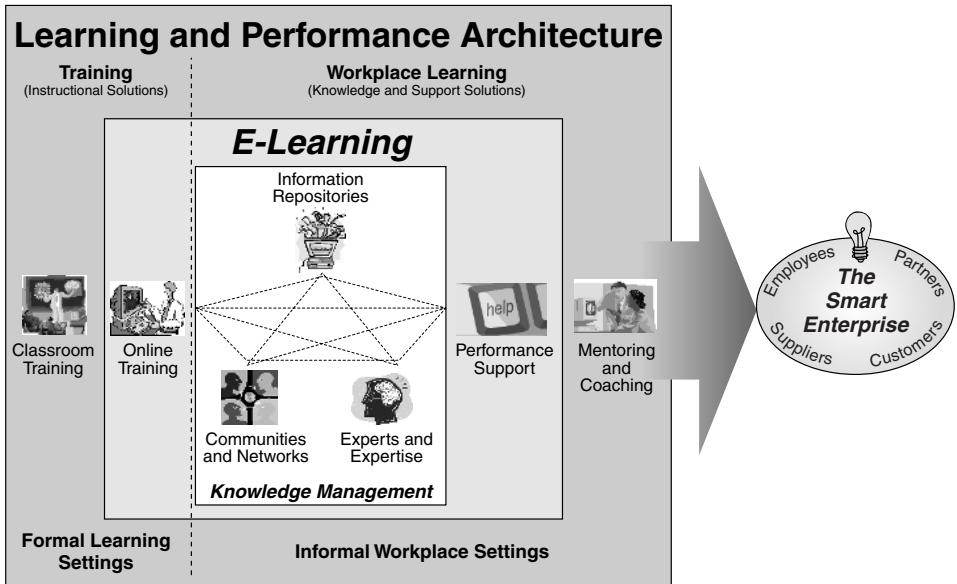 Learning and Performance Architecture
Training
(Instructional Solutions)
Workplace Learning
(Knowledge and Support Solutions)
E-Learning
Information
Repositories
help
Classroom
Training
Online
Training
Performance
Support
Mentoring
and
Coaching
Communities
and Networks
Experts and
Expertise
Knowledge Management
Formal Learning
Settings
Informal Workplace Settings
Employees
Partners
The
Smart
Enterprise
Suppliers
Customers